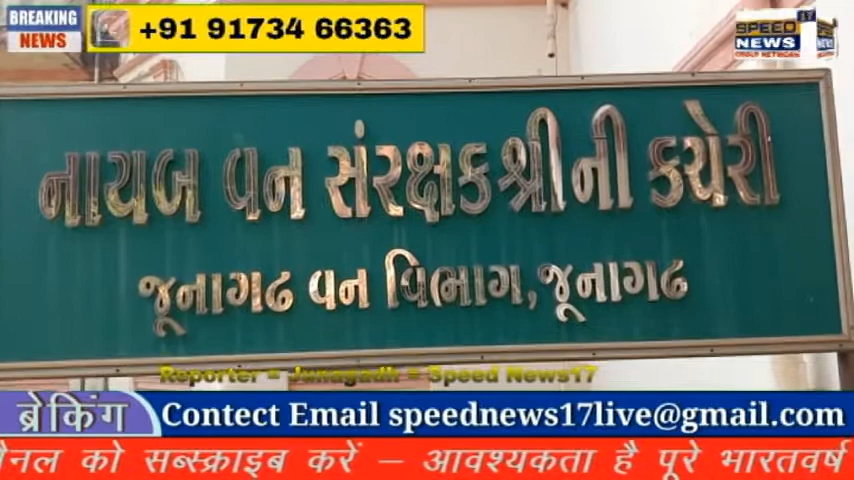 BREAKING
NEWS
+91 91734 66363
SPEED 17
NEWS
નાયબ વન સંરક્ષકશ્રીની કચેરી
જૂનાગઢ વન વિભાગ, જૂનાગઢ
Reporter = Junagadh = Speed News17
ब्रेकिंग
Contect Email speednews17live@gmail.com
चैनल को सब्स्क्राइब करें – आवश्यकता है पूरे भारतवर्ष